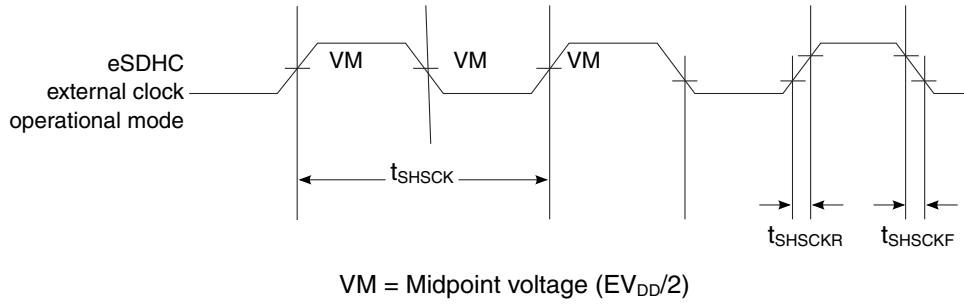 VM VM VM
eSDHC
external clock
operational mode
tSHSCK
tSHSCKR tSHSCKF
VM = Midpoint voltage (EVDD/2)